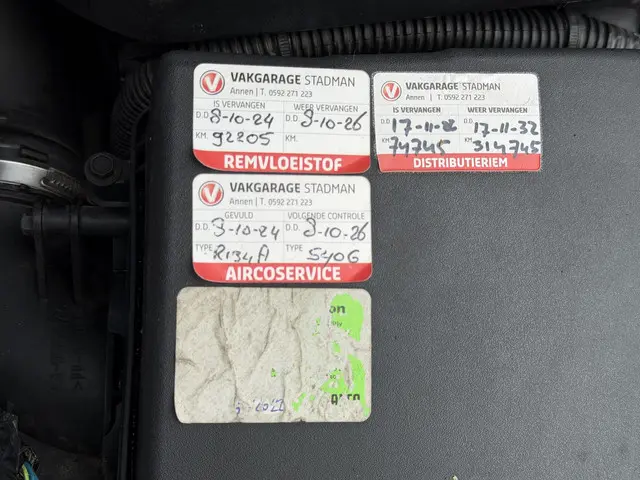 VAKGARAGE STADMAN
Annen | T. 0592 271 223
IS VERVANGEN WEER VERVANGEN
D.D. 8-10-24 D.D. 8-10-26
KM. 92205 KM.
REMVLOEISTOF
VAKGARAGE STADMAN
Annen | T. 0592 271 223
IS VERVANGEN WEER VERVANGEN
D.D. 17-11-22 D.D. 17-11-32
KM. 74745 KM. 314745
DISTRIBUTIERIEM
VAKGARAGE STADMAN
Annen | T. 0592 271 223
GEVULD VOLGENDE CONTROLE
D.D. 8-10-24 D.D. 8-10-26
TYPE R134A TYPE 540G
AIRCOSERVICE
on